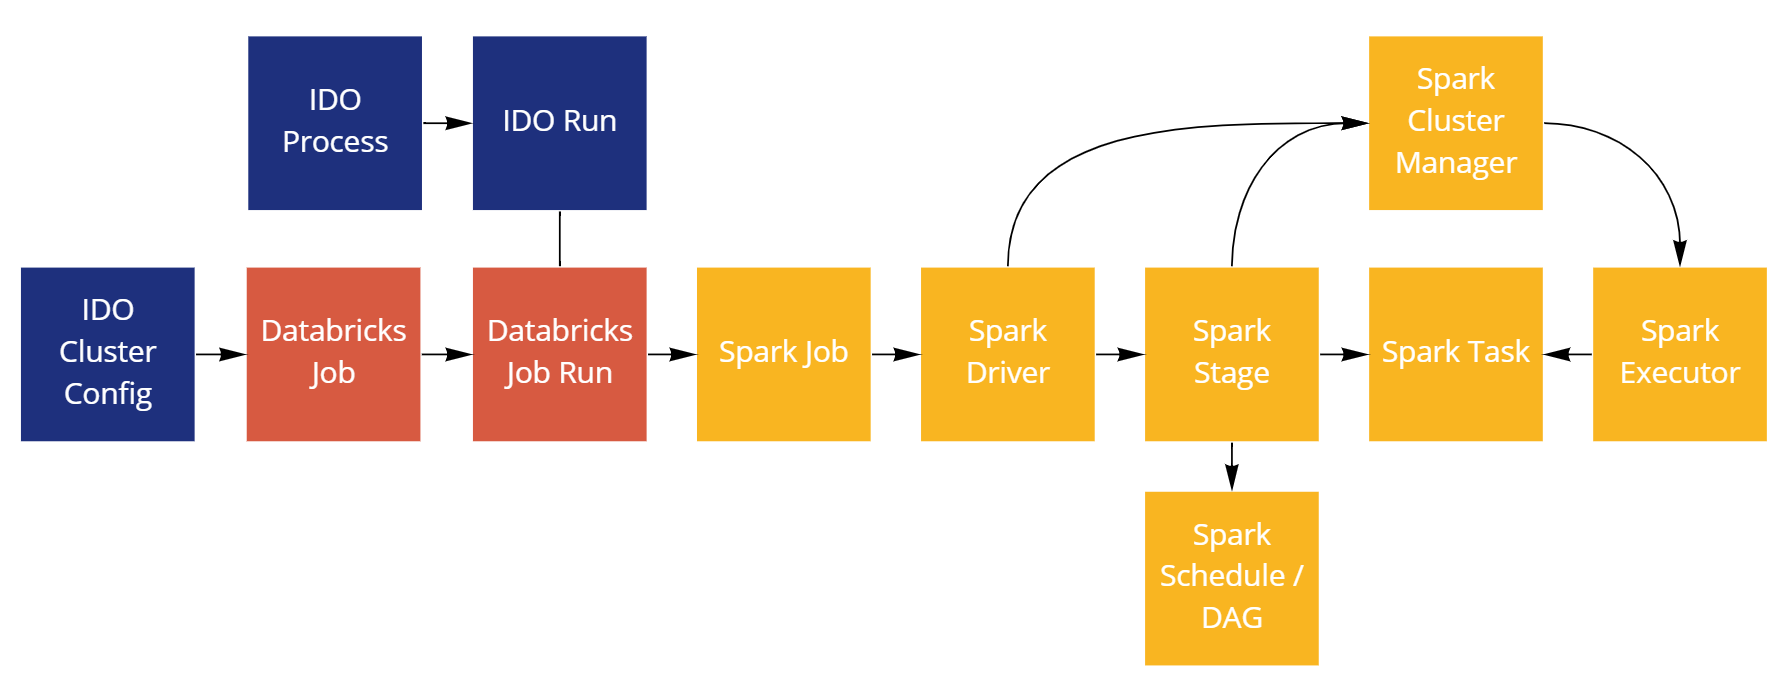 IDO
Process
IDO Run
Spark
Cluster
Manager
IDO
Cluster
Config
Databricks
Job
Databricks
Job Run
Spark Job
Spark
Driver
Spark
Stage
Spark Task
Spark
Executor
Spark
Schedule /
DAG